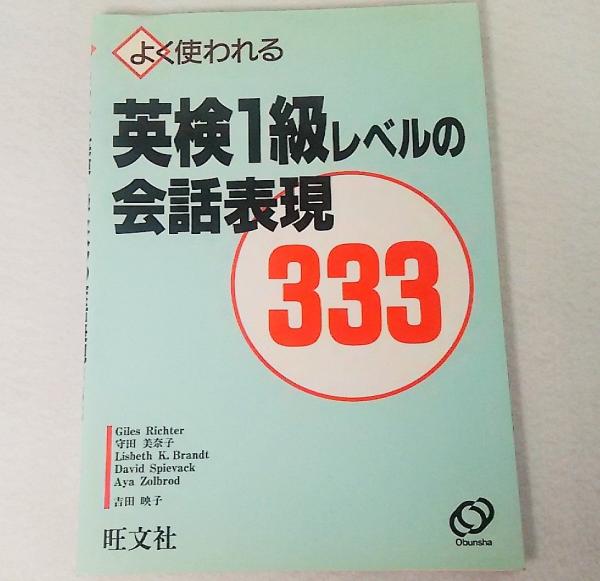 よく使われる
英検1級レベルの
会話表現
333
Giles Richter
守田 美奈子
Lisbeth K. Brandt
David Spievack
Aya Zolbrod
吉田 映子
旺文社
Obunsha